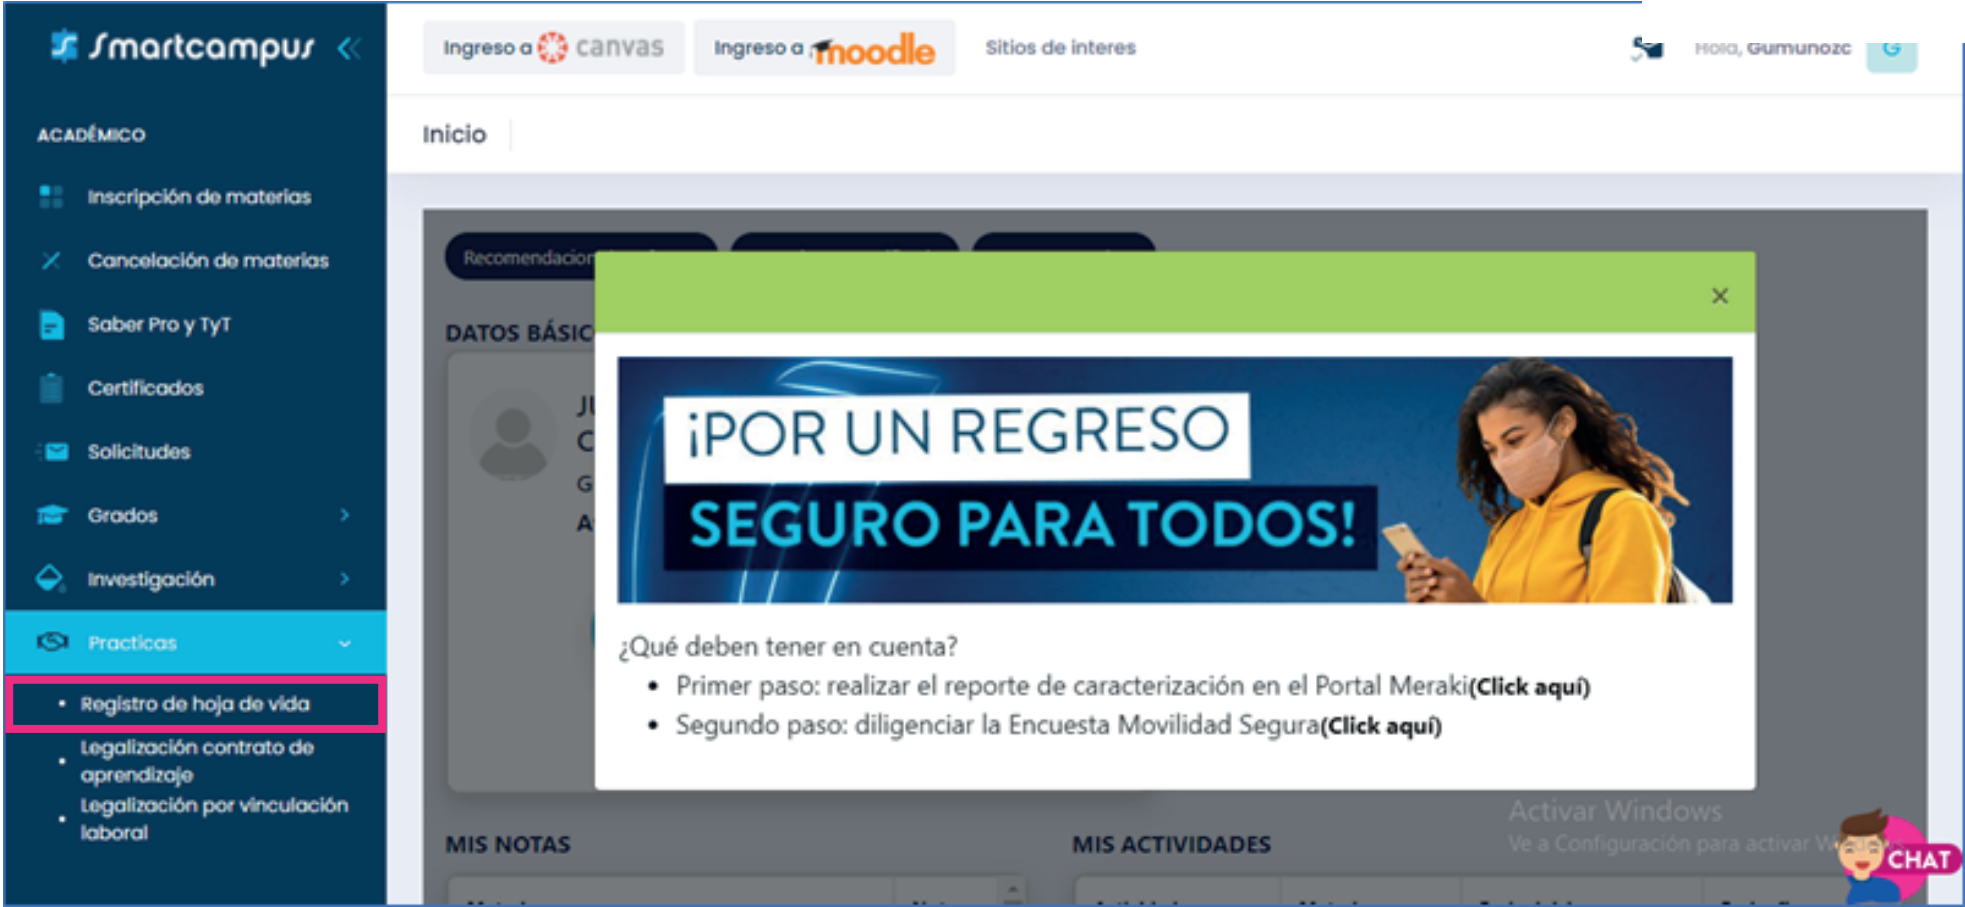 Smartcampus
ACADÉMICO
Inscripción de materias
Cancelación de materias
Saber Pro y TyT
Certificados
Solicitudes
Grados
Investigación
Practicas
Registro de hoja de vida
Legalización contrato de
aprendizaje
Legalización por vinculación
laboral
Ingreso a canvas
Ingreso a moodle
Sitios de interes
Hola, Gumunozc
G
Inicio
DATOS BÁSIC
×
¡POR UN REGRESO
SEGURO PARA TODOS!
¿Qué deben tener en cuenta?
• Primer paso: realizar el reporte de caracterización en el Portal Meraki(Click aquí)
• Segundo paso: diligenciar la Encuesta Movilidad Segura(Click aquí)
MIS NOTAS
MIS ACTIVIDADES
Activar Windows
Ve a Configuración para activar
CHAT